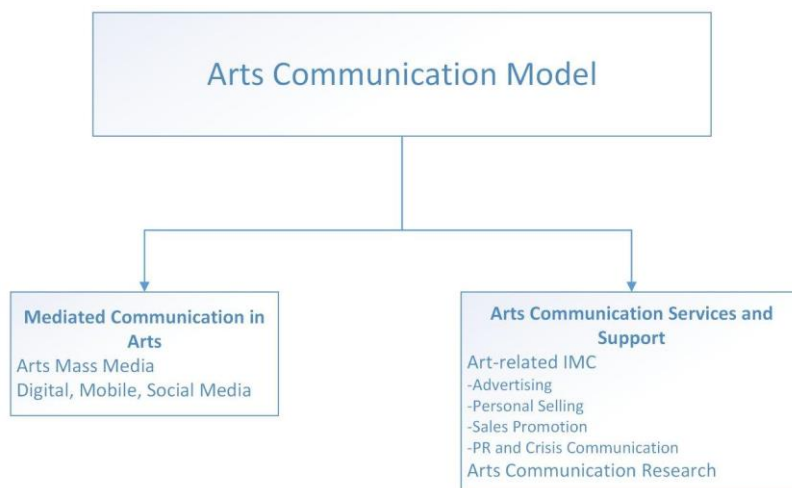 Arts Communication Model
Mediated Communication in
Arts
Arts Mass Media
Digital, Mobile, Social Media
Arts Communication Services and
Support
Art-related IMC
-Advertising
-Personal Selling
-Sales Promotion
-PR and Crisis Communication
Arts Communication Research